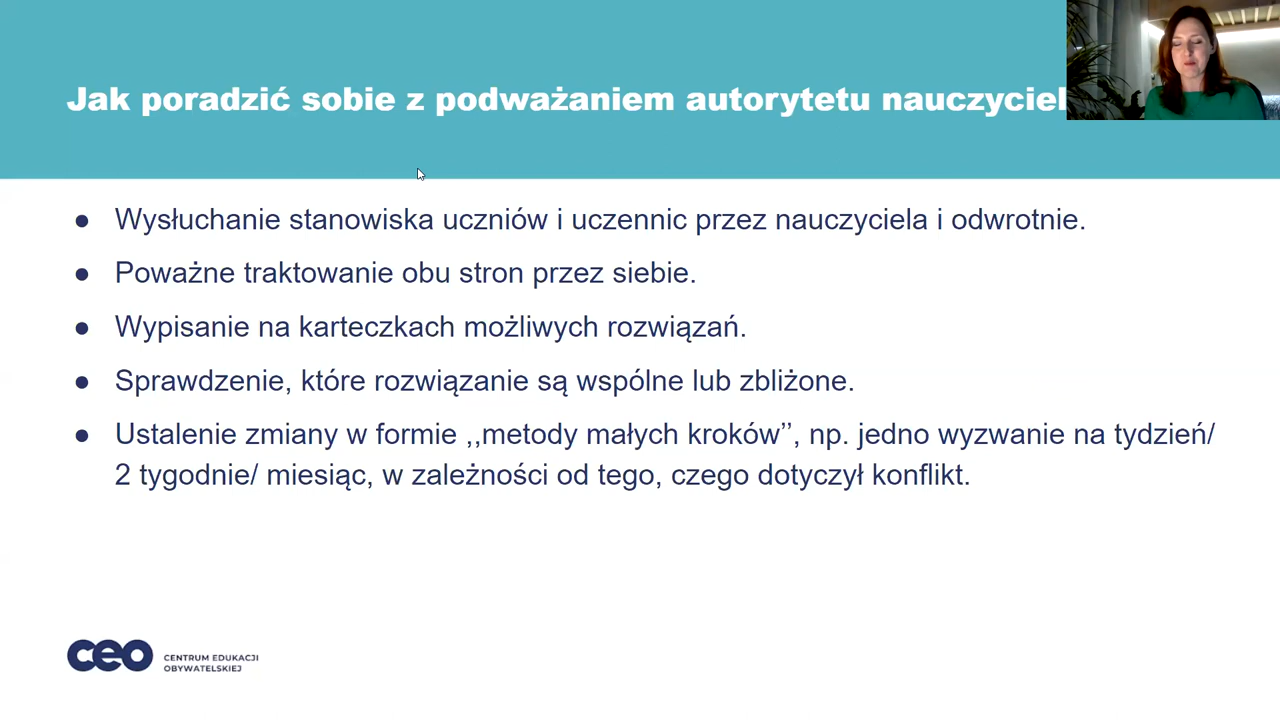 Jak poradzić sobie z podważaniem autorytetu nauczyciel
● Wysłuchanie stanowiska uczniów i uczennic przez nauczyciela i odwrotnie.
● Poważne traktowanie obu stron przez siebie.
● Wypisanie na karteczkach możliwych rozwiązań.
● Sprawdzenie, które rozwiązanie są wspólne lub zbliżone.
● Ustalenie zmiany w formie ,,metody małych kroków’’, np. jedno wyzwanie na tydzień/
2 tygodnie/ miesiąc, w zależności od tego, czego dotyczył konflikt.
ceo CENTRUM EDUKACJI
OBYWATELSKIEJ